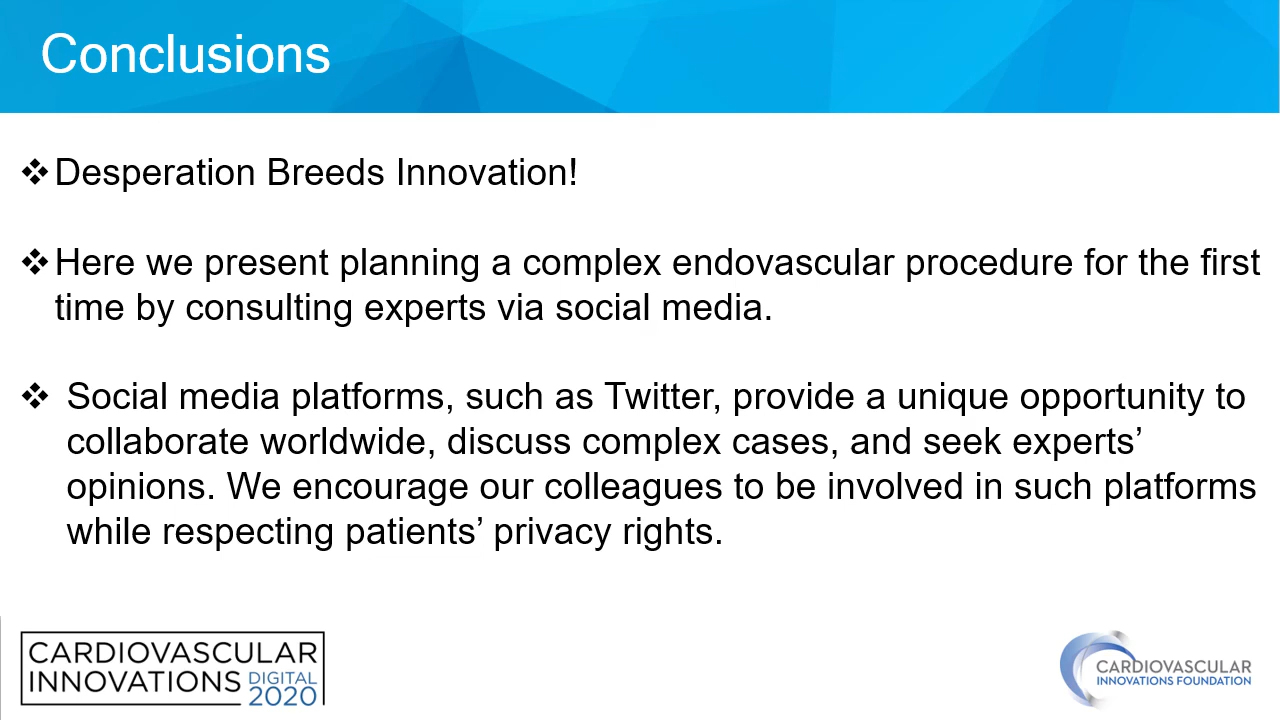 Conclusions
❖Desperation Breeds Innovation!
❖Here we present planning a complex endovascular procedure for the first
time by consulting experts via social media.
❖ Social media platforms, such as Twitter, provide a unique opportunity to
collaborate worldwide, discuss complex cases, and seek experts’
opinions. We encourage our colleagues to be involved in such platforms
while respecting patients’ privacy rights.
CARDIOVASCULAR
INNOVATIONS DIGITAL
2020
CARDIOVASCULAR
INNOVATIONS FOUNDATION